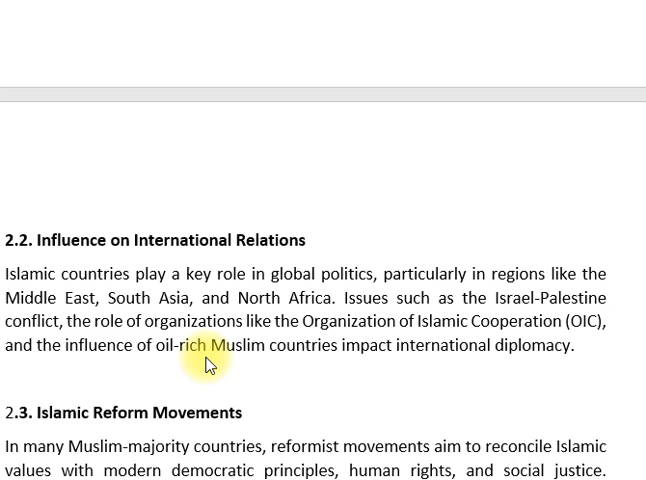 2.2. Influence on International Relations
Islamic countries play a key role in global politics, particularly in regions like the
Middle East, South Asia, and North Africa. Issues such as the Israel-Palestine
conflict, the role of organizations like the Organization of Islamic Cooperation (OIC),
and the influence of oil-rich Muslim countries impact international diplomacy.
2.3. Islamic Reform Movements
In many Muslim-majority countries, reformist movements aim to reconcile Islamic
values with modern democratic principles, human rights, and social justice.